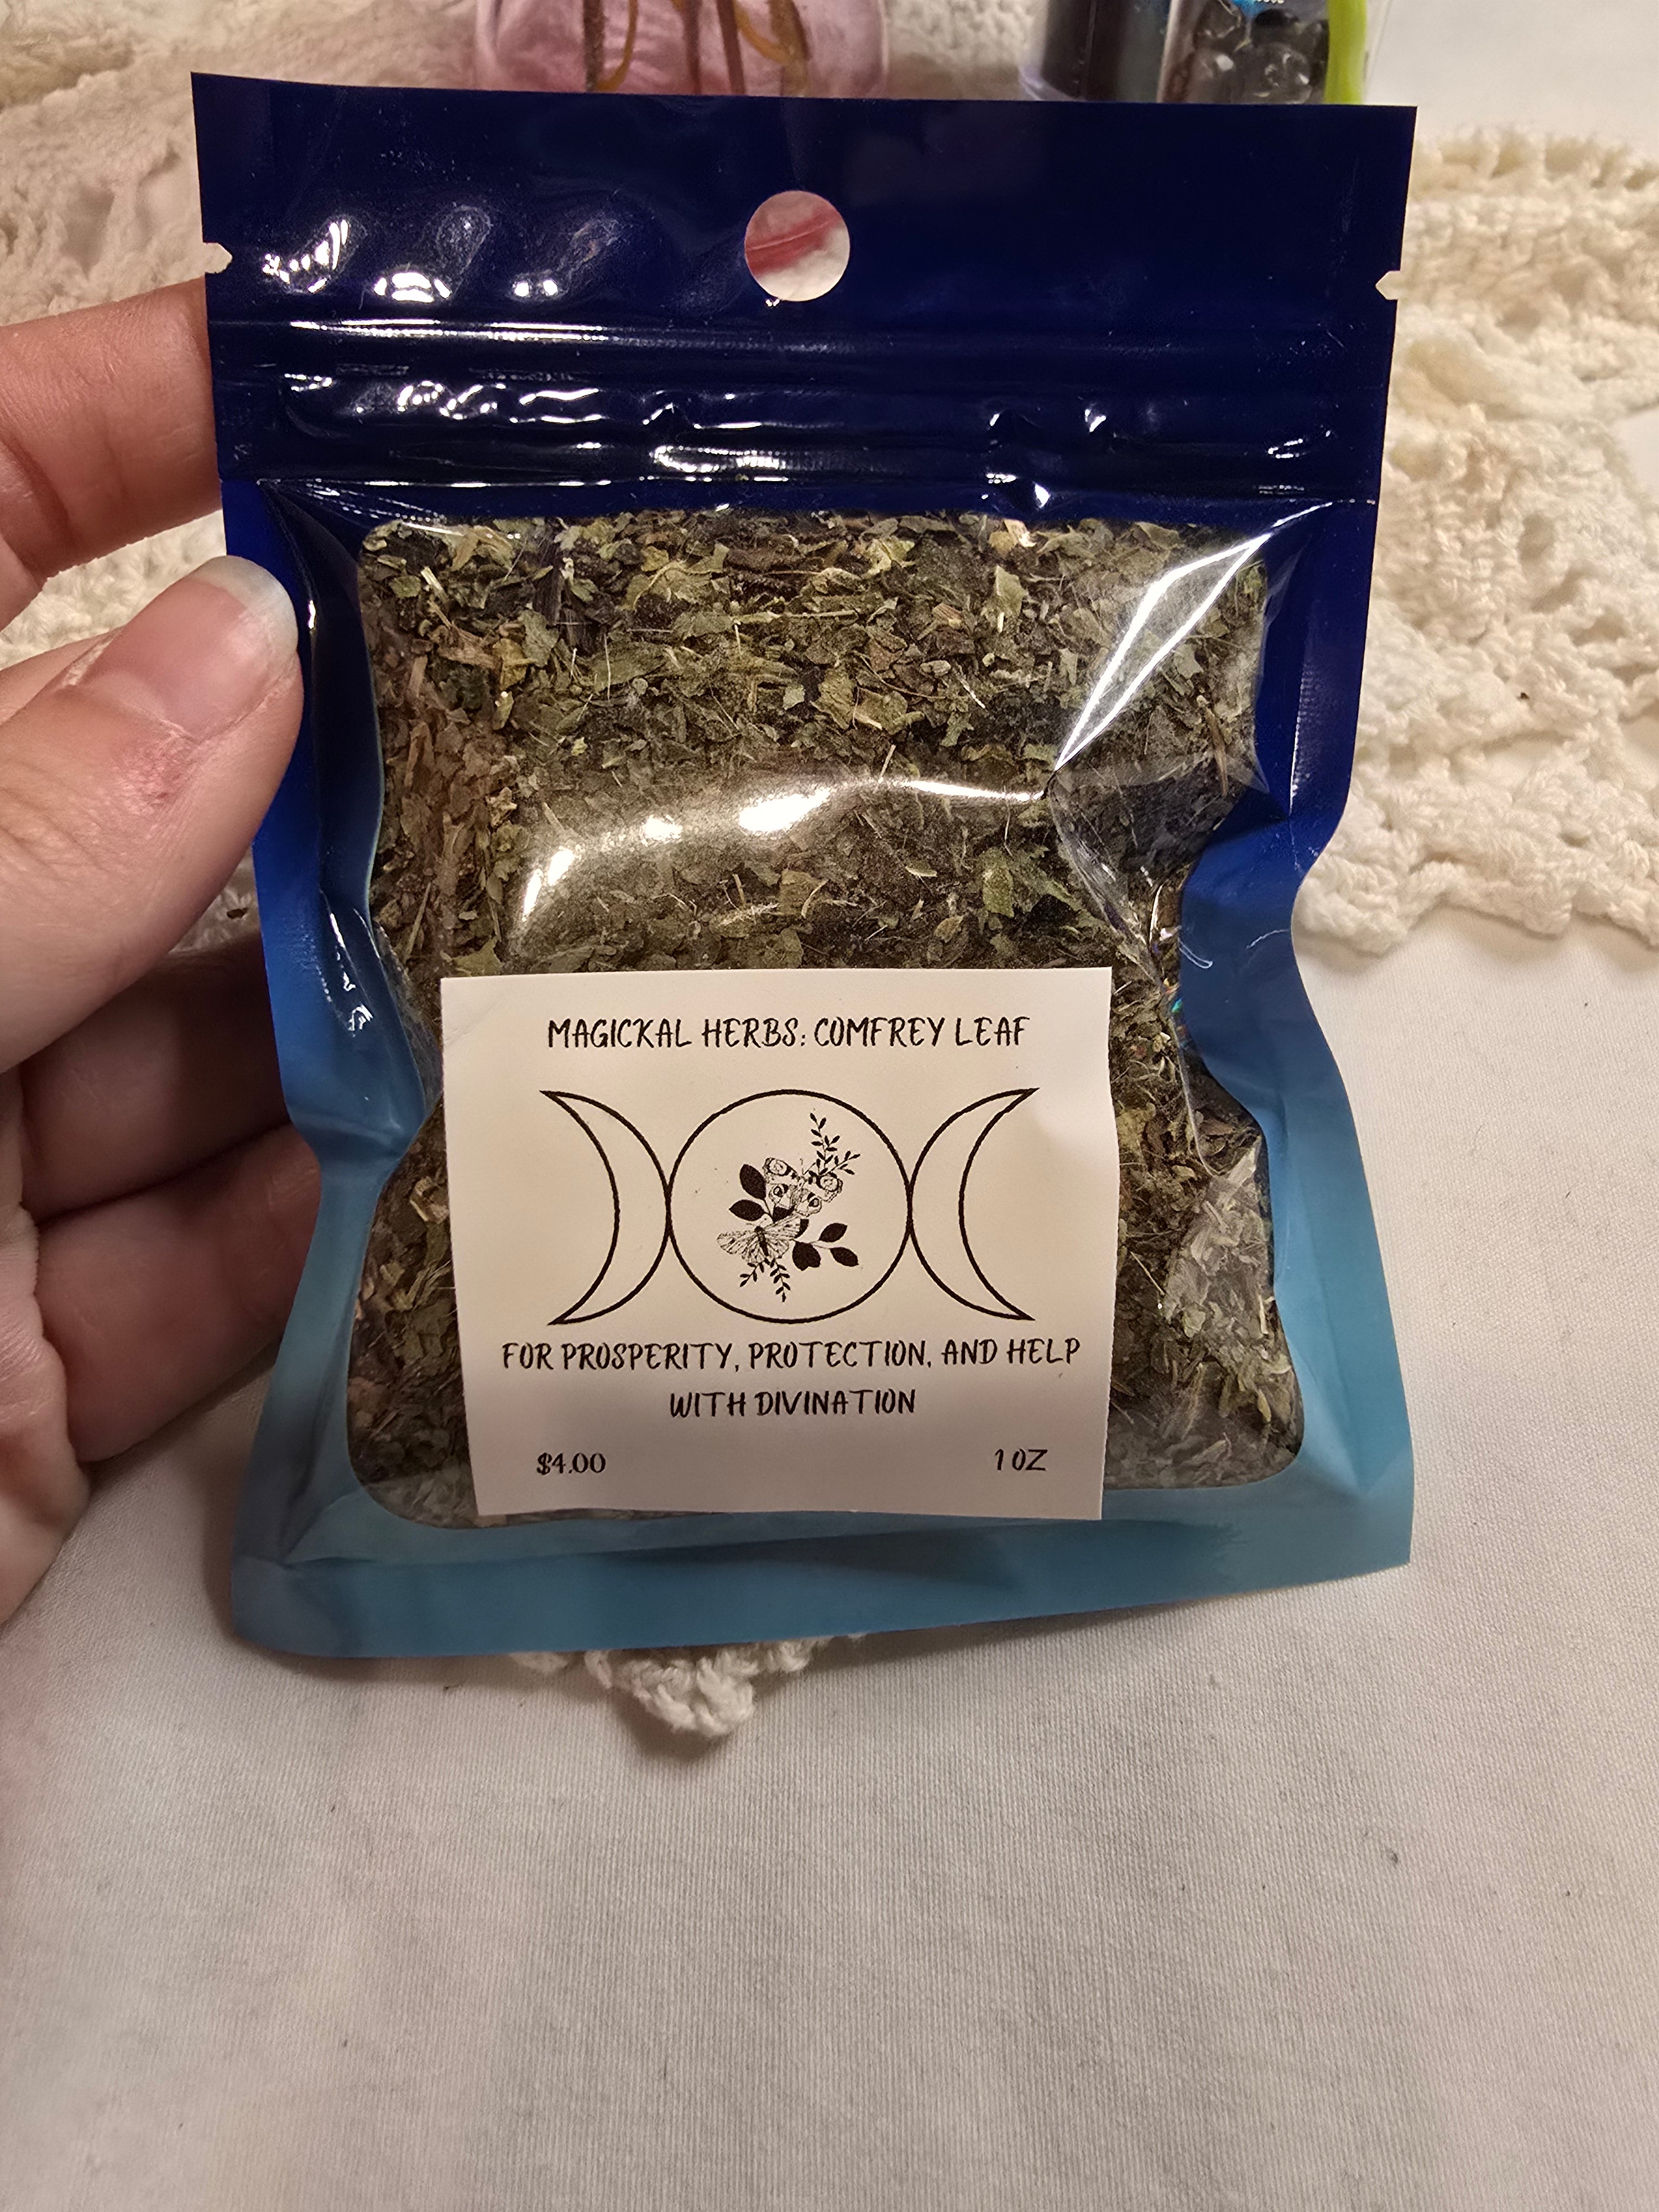 MAGICKAL HERBS: COMFREY LEAF
FOR PROSPERITY, PROTECTION, AND HELP
WITH DIVINATION
$4.00 1 OZ